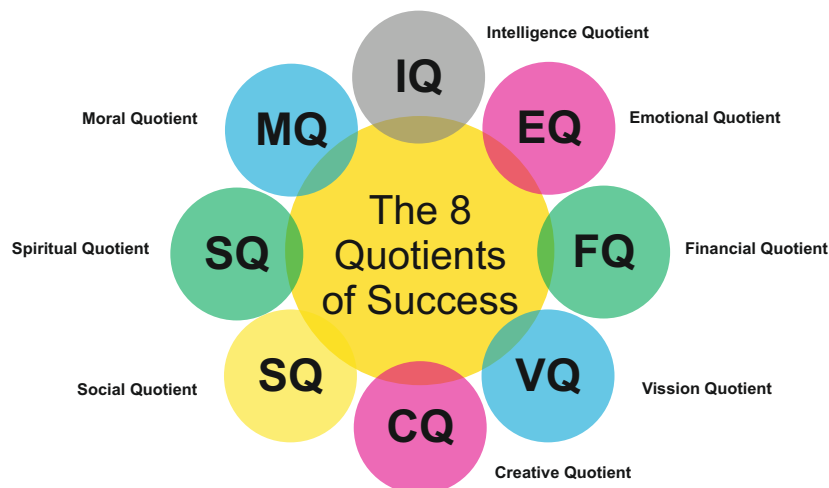 Intelligence Quotient
IQ
MQ
EQ
Moral Quotient
Emotional Quotient
The 8
Quotients
of Success
SQ
FQ
Spiritual Quotient
Financial Quotient
SQ
VQ
Social Quotient
Vission Quotient
CQ
Creative Quotient